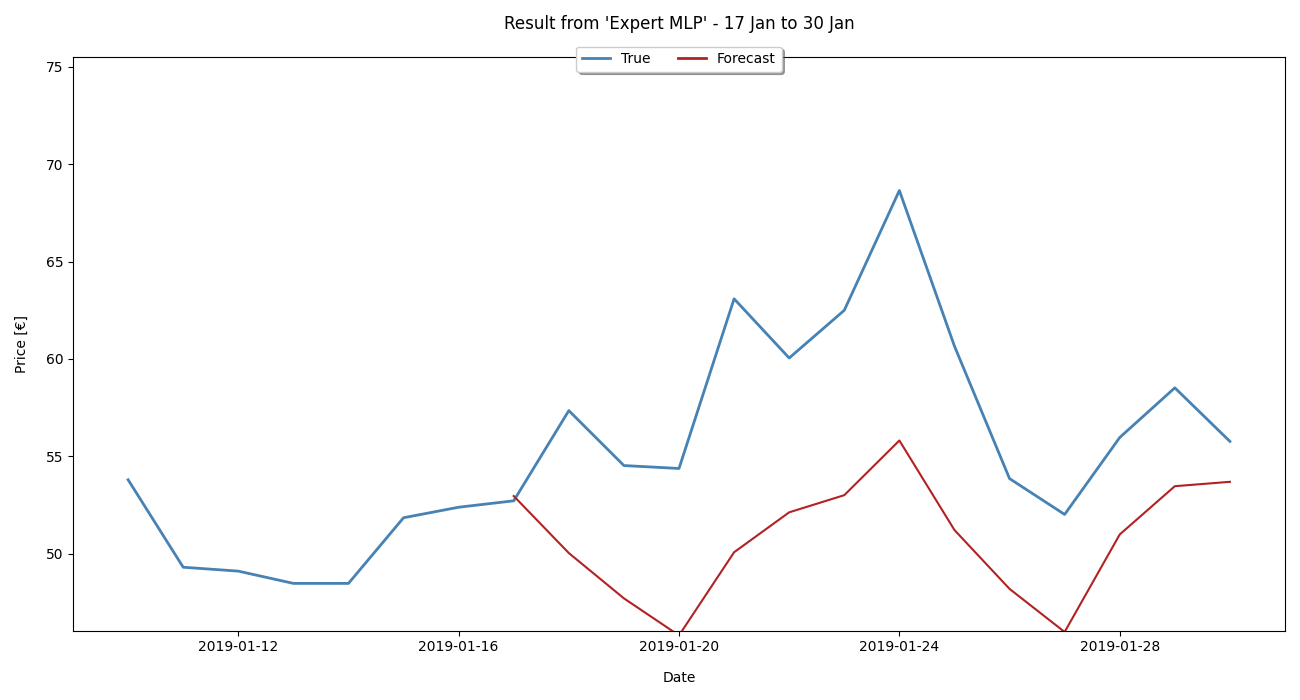 Result from 'Expert MLP' - 17 Jan to 30 Jan
True Forecast
75
70
65
60
55
50
Price [€]
2019-01-12 2019-01-16 2019-01-20 2019-01-24 2019-01-28
Date